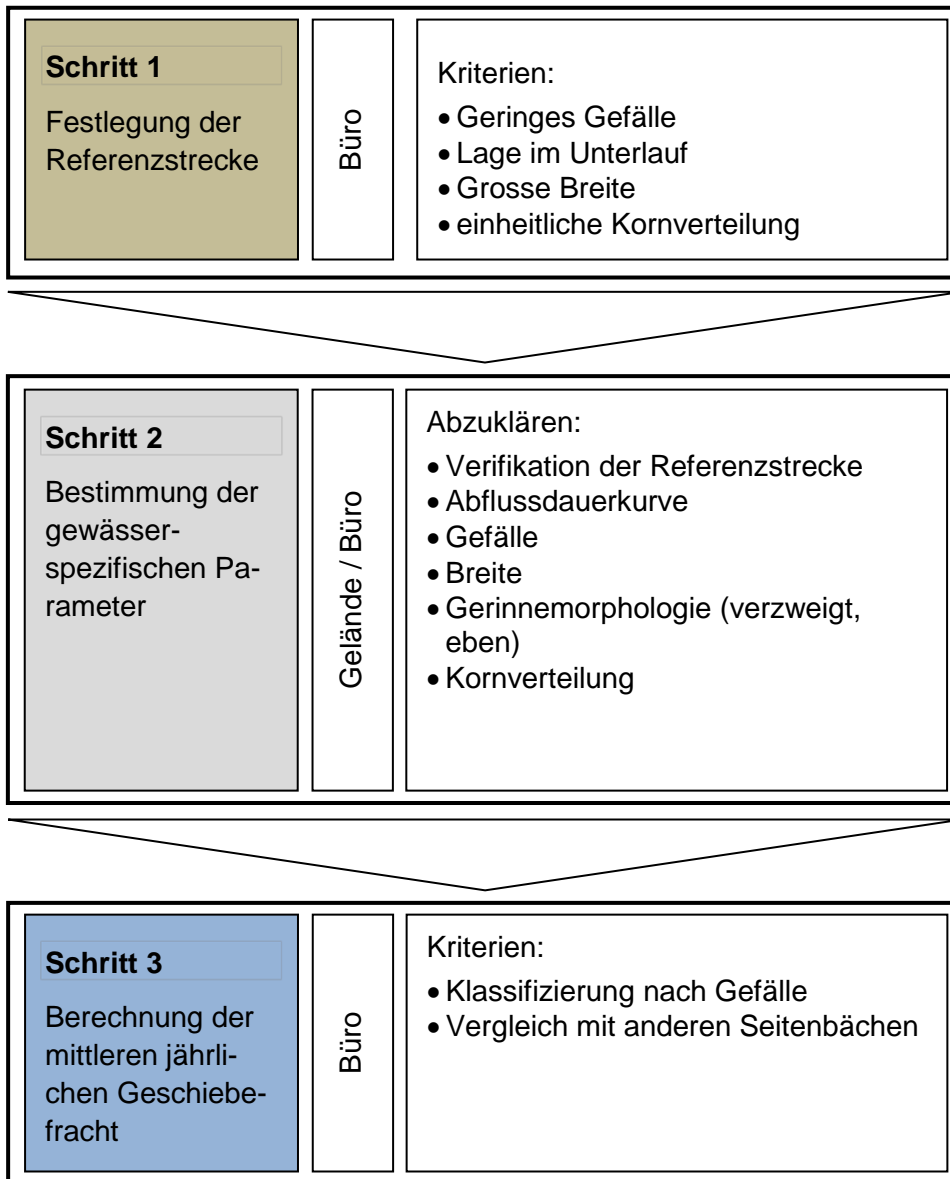 Schritt 1
Festlegung der
Referenzstrecke
Büro
Kriterien:
• Geringes Gefälle
• Lage im Unterlauf
• Grosse Breite
• einheitliche Kornverteilung
Schritt 2
Bestimmung der
gewässer-
spezifischen Pa-
rameter
Gelände / Büro
Abzuklären:
• Verifikation der Referenzstrecke
• Abflussdauerkurve
• Gefälle
• Breite
• Gerinnemorphologie (verzweigt,
eben)
• Kornverteilung
Schritt 3
Berechnung der
mittleren jährli-
chen Geschiebe-
fracht
Büro
Kriterien:
• Klassifizierung nach Gefälle
• Vergleich mit anderen Seitenbächen